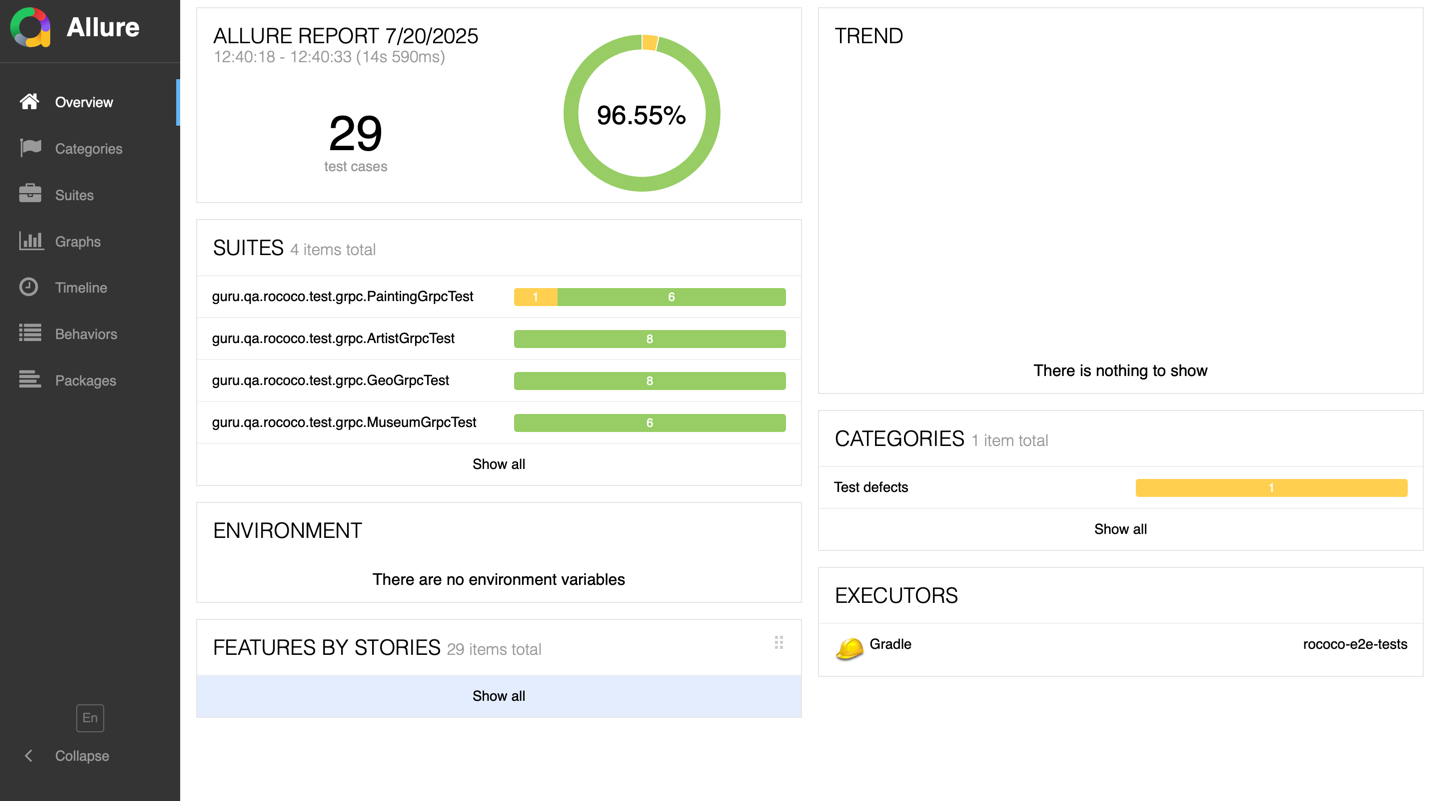 Allure
Overview
Categories
Suites
Graphs
Timeline
Behaviors
Packages
En
Collapse
ALLURE REPORT 7/20/2025
12:40:18 - 12:40:33 (14s 590ms)
29
test cases
96.55%
SUITES 4 items total
guru.qa.rococo.test.grpc.PaintingGrpcTest 1 6
guru.qa.rococo.test.grpc.ArtistGrpcTest 8
guru.qa.rococo.test.grpc.GeoGrpcTest 8
guru.qa.rococo.test.grpc.MuseumGrpcTest 6
Show all
ENVIRONMENT
There are no environment variables
FEATURES BY STORIES 29 items total
Show all
TREND
There is nothing to show
CATEGORIES 1 item total
Test defects 1
Show all
EXECUTORS
Gradle rococo-e2e-tests